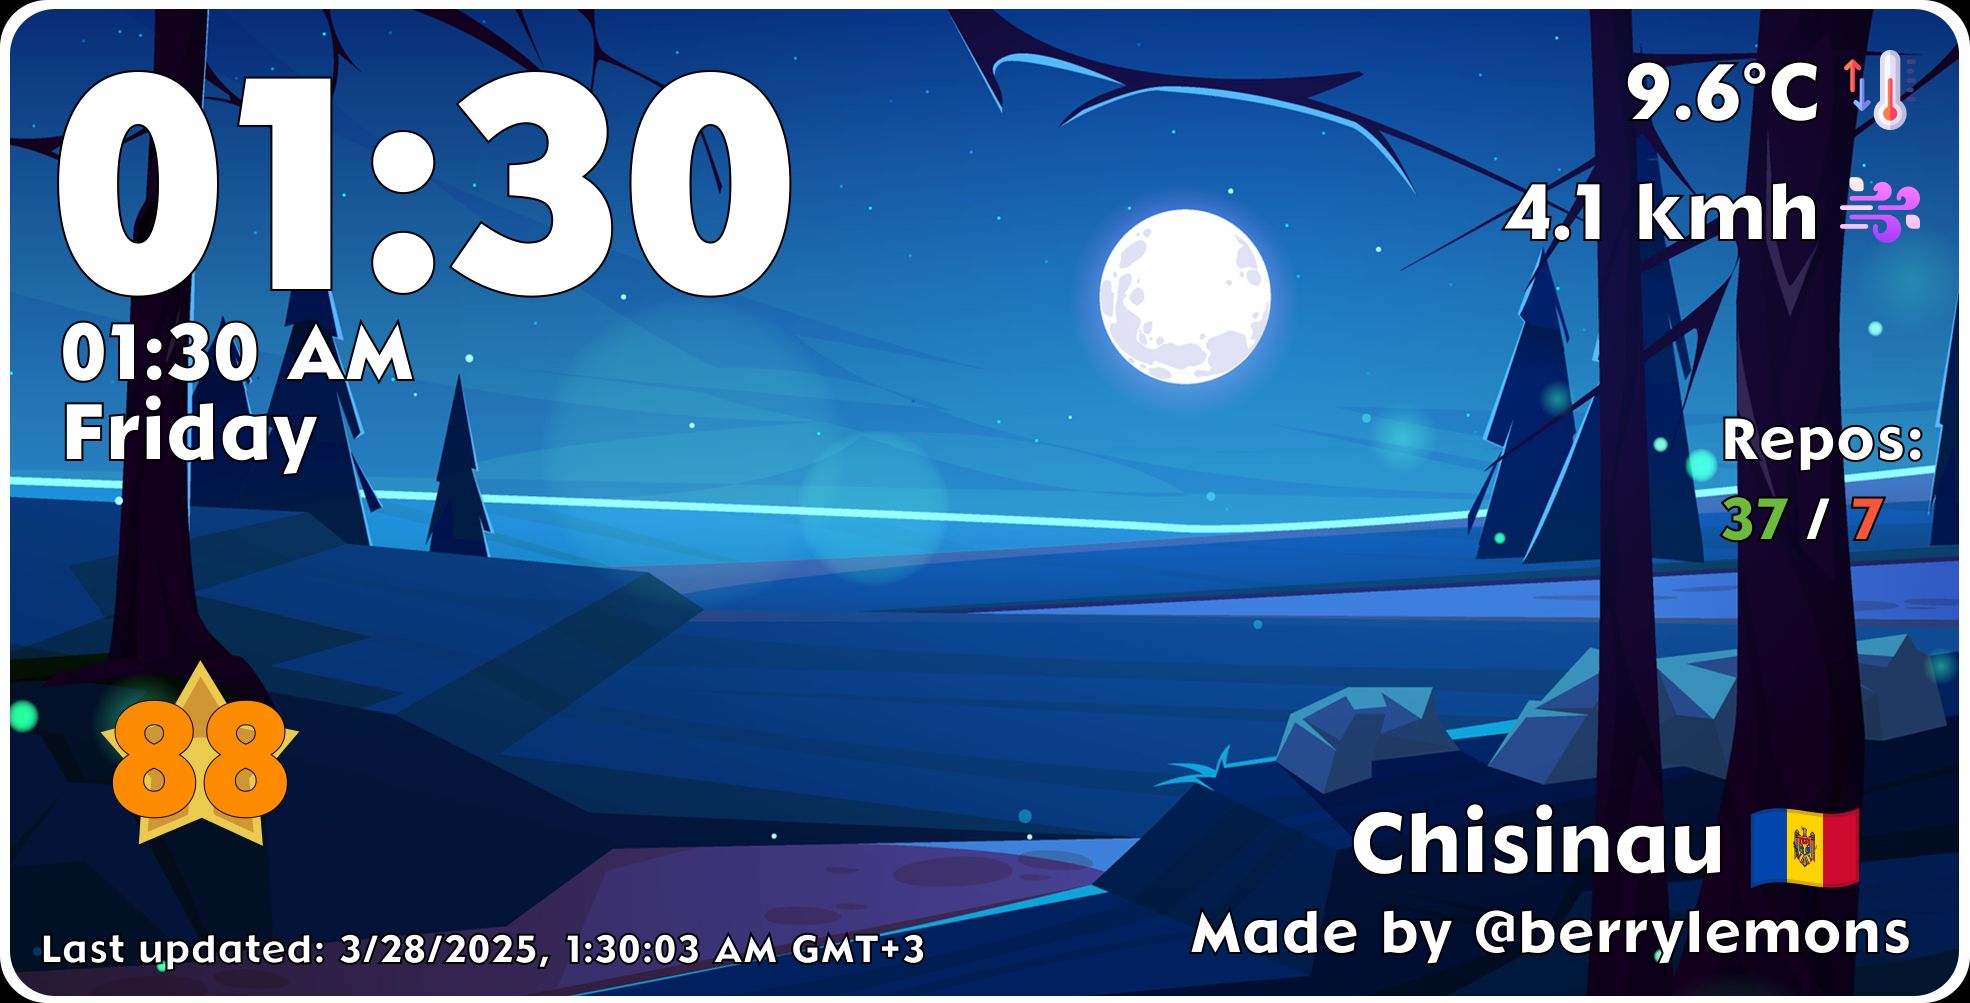 01:30
01:30 AM
Friday
9.6°C
4.1 kmh
Repos:
37 / 7
88
Chisinau
Made by @berrylemons
Last updated: 3/28/2025, 1:30:03 AM GMT+3